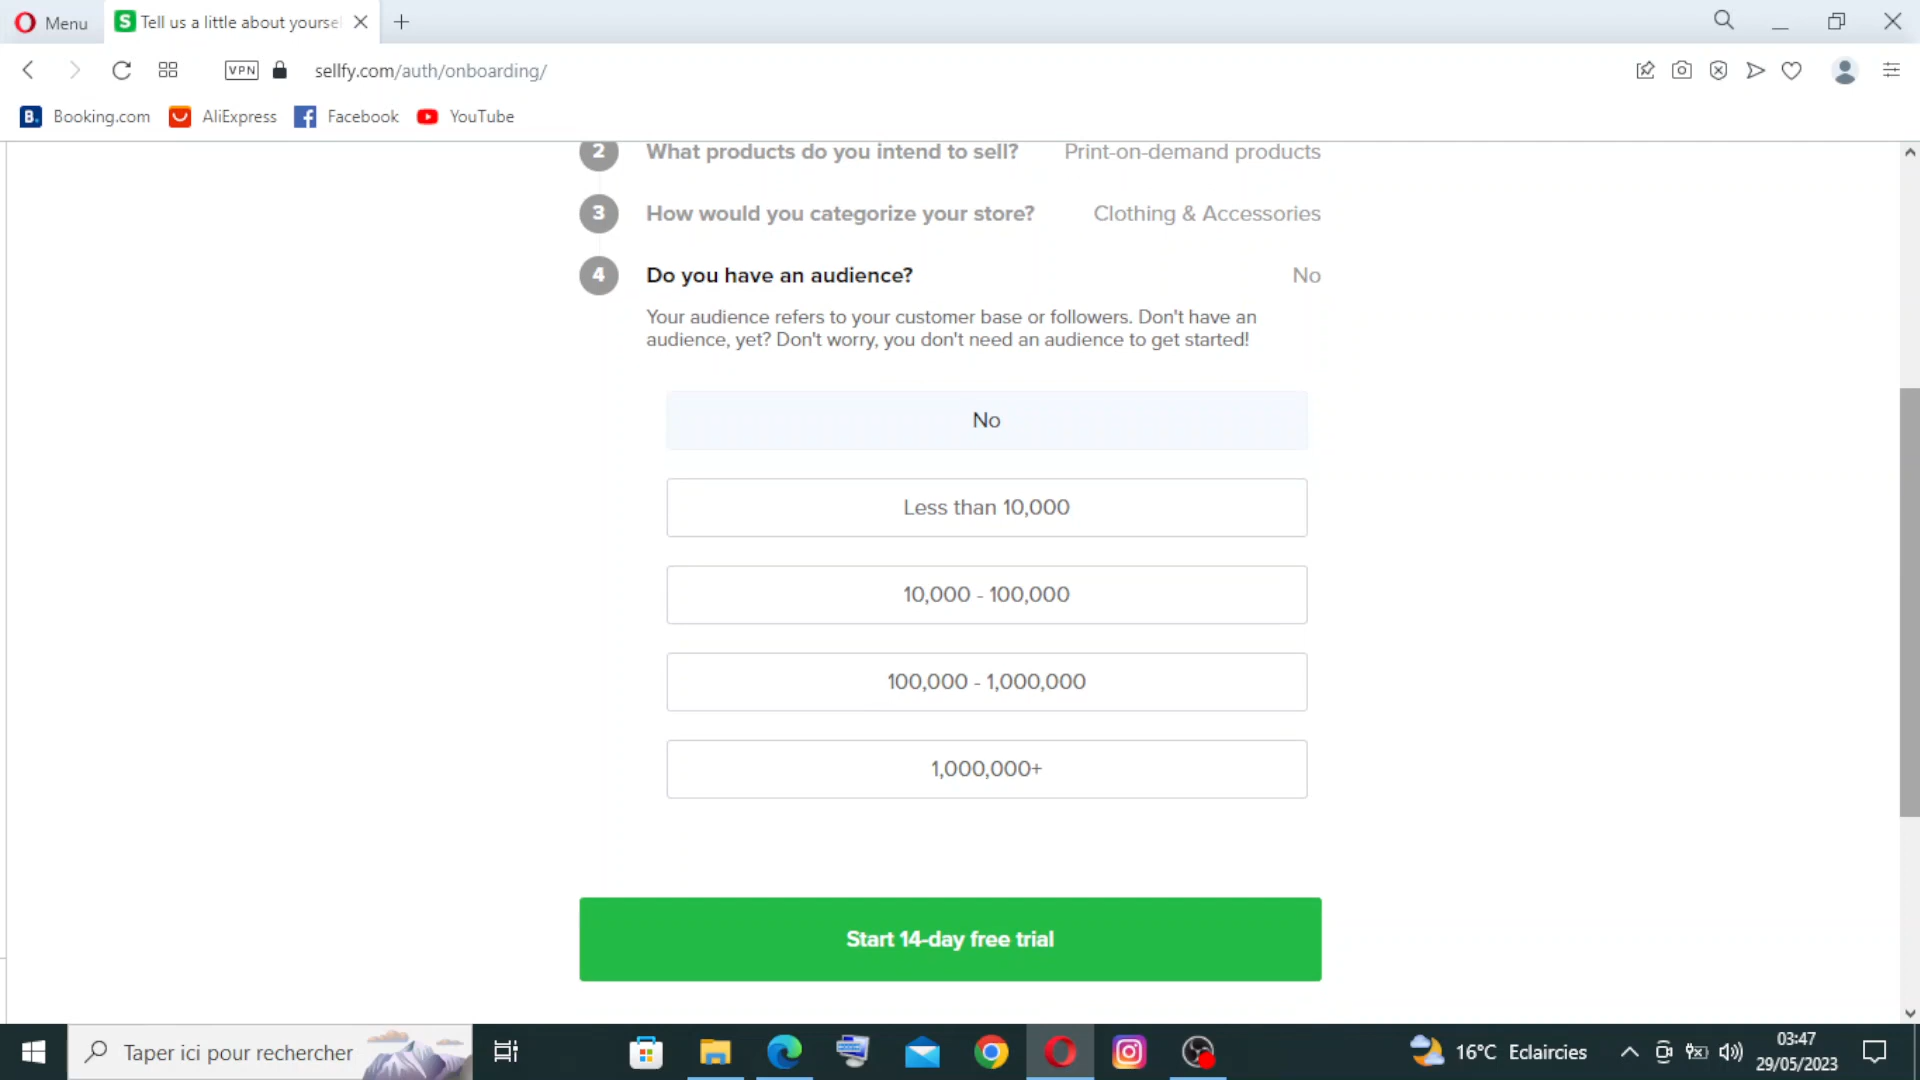 Menu
Tell us a little about yourse
VPN
sellfy.com/auth/onboarding/
Booking.com
AliExpress
Facebook
YouTube
2 What products do you intend to sell? Print-on-demand products
3 How would you categorize your store? Clothing & Accessories
4 Do you have an audience? No
Your audience refers to your customer base or followers. Don't have an
audience, yet? Don't worry, you don't need an audience to get started!
No
Less than 10,000
10,000 - 100,000
100,000 - 1,000,000
1,000,000+
Start 14-day free trial
Taper ici pour rechercher
16°C Eclaircies
03:47
29/05/2023